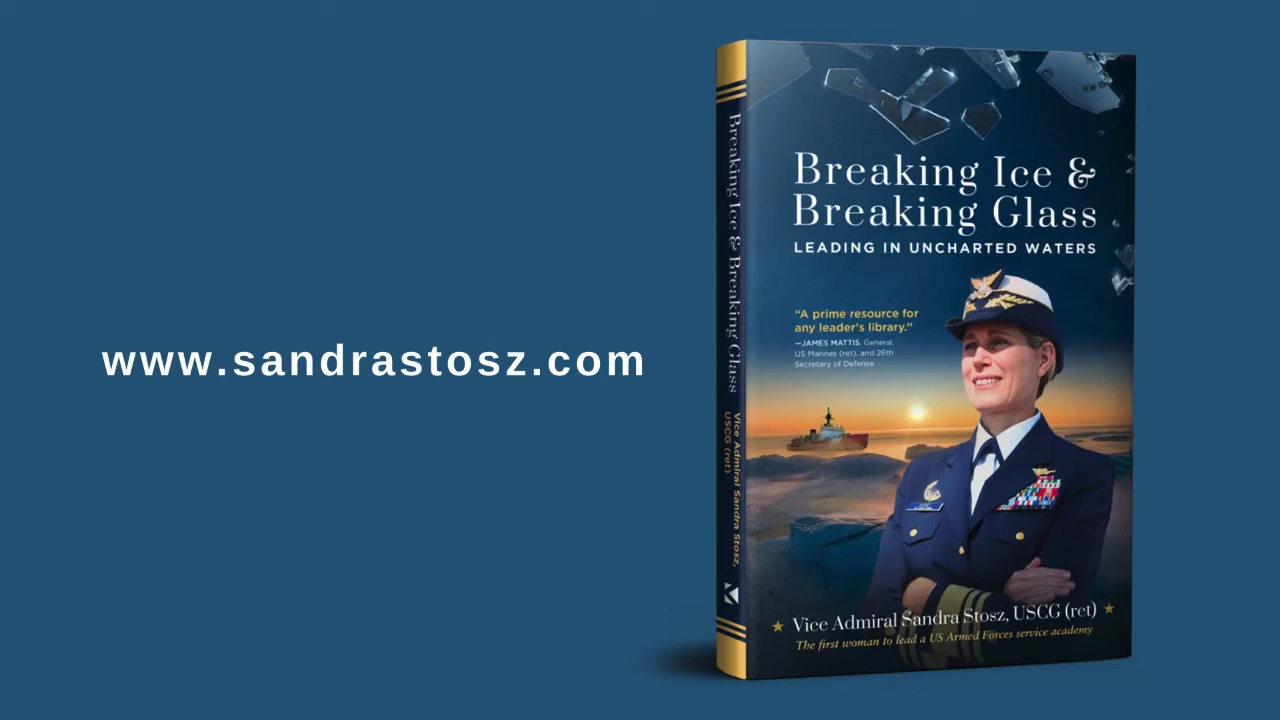 www.sandrastosz.com
Breaking Ice & Breaking Glass
Vice Admiral Sandra Stosz,
USCG (ret)
Breaking Ice &
Breaking Glass
LEADING IN UNCHARTED WATERS
“A prime resource for
any leader’s library.”
—JAMES MATTIS, General,
US Marines (ret), and 26th
Secretary of Defense
Vice Admiral Sandra Stosz, USCG (ret)
The first woman to lead a US Armed Forces service academy